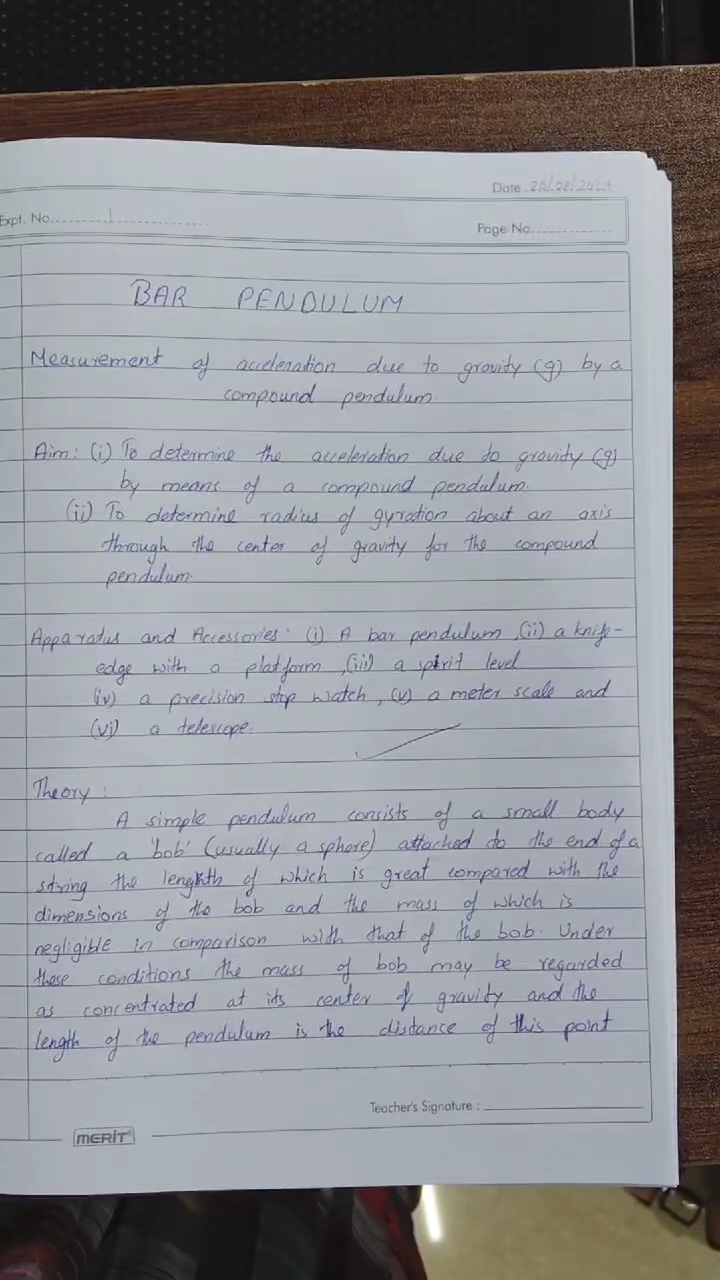 Date. 28/08/2024
Expt. No. 1
Page No.
BAR PENDULUM
Measurement of acceleration due to gravity (g) by a
compound pendulum.
Aim: (i) To determine the acceleration due to gravity (g)
by means of a compound pendulum.
(ii) To determine radius of gyration about an axis
through the center of gravity for the compound
pendulum.
Apparatus and Accessories: (i) A bar pendulum, (ii) a knife-
edge with a platform, (iii) a spirit level
(iv) a precision stop watch, (v) a meter scale and
(vi) a telescope.
Theory:
A simple pendulum consists of a small body
called a 'bob' (usually a sphere) attached to the end of a
string the length of which is great compared with the
dimensions of the bob and the mass of which is
negligible in comparison with that of the bob. Under
these conditions the mass of bob may be regarded
as concentrated at its center of gravity and the
length of the pendulum is the distance of this point
Teacher's Signature:
MERIT